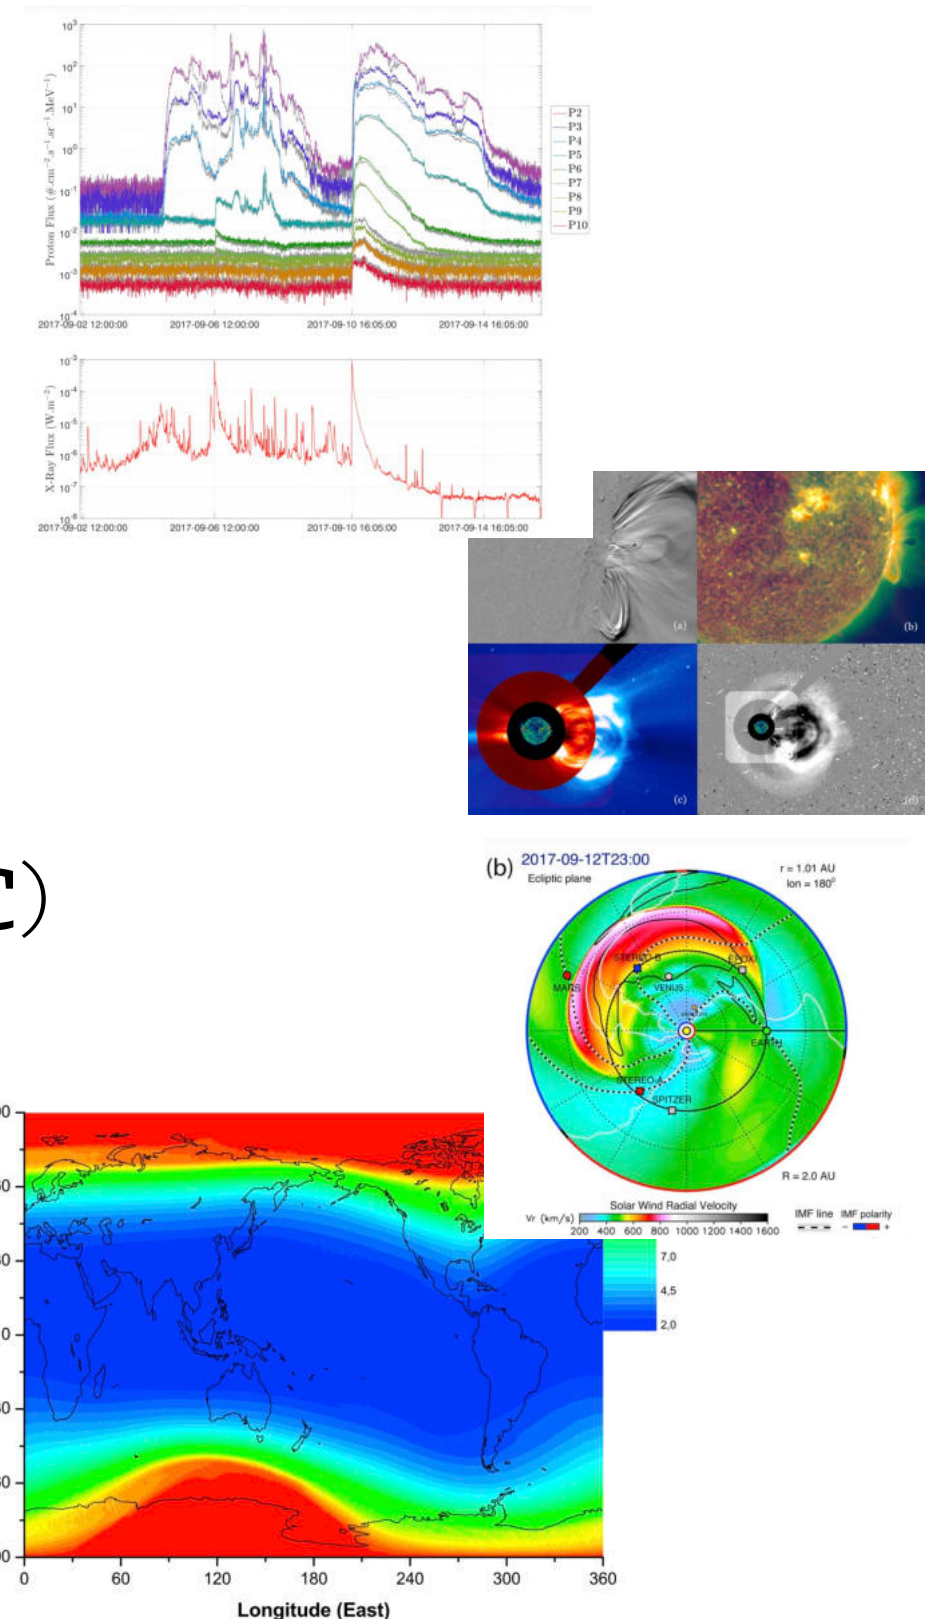 10³
10²
10¹
10⁰
10⁻¹
10⁻²
10⁻³
10⁻⁴
Proton Flux (#.cm⁻².s⁻¹.sr⁻¹.MeV⁻¹)
P2
P3
P4
P5
P6
P7
P8
P9
P10
2017-09-02 12:00:00 2017-09-06 12:00:00 2017-09-10 16:05:00 2017-09-14 16:05:00
10⁻³
10⁻⁴
10⁻⁵
10⁻⁶
10⁻⁷
10⁻⁸
X-Ray Flux (W.m⁻²)
2017-09-02 12:00:00 2017-09-06 12:00:00 2017-09-10 16:05:00 2017-09-14 16:05:00
(a)
(b)
(c)
(d)
)
(b) 2017-09-12T23:00
Ecliptic plane
r = 1.01 AU
lon = 180⁰
STEREO-B
MARS
VENUS
EARTH
STEREO-A
SPITZER
R = 2.0 AU
Solar Wind Radial Velocity
Vr (km/s)
200 400 600 800 1000 1200 1400 1600
IMF line IMF polarity
- +
7,0
4,5
2,0
0
0 60 120 180 240 300 360
Longitude (East)